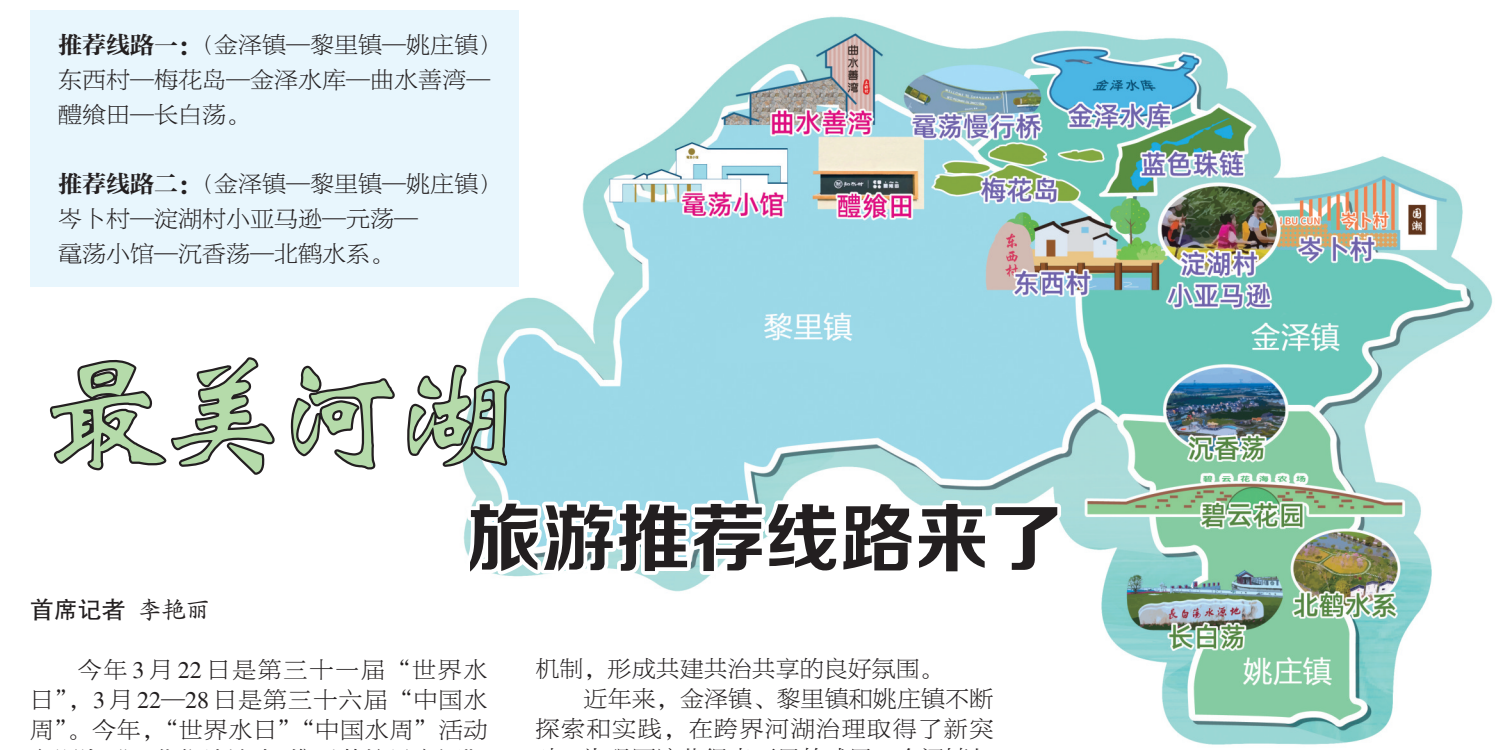 推荐线路一：（金泽镇—黎里镇—姚庄镇）
东西村—梅花岛—金泽水库—曲水善湾—
醴飨田—长白荡。
推荐线路二：（金泽镇—黎里镇—姚庄镇）
岑卜村—淀湖村小亚马逊—元荡—
鼋荡小馆—沉香荡—北鹤水系。
曲水善湾
曲水善湾
鼋荡慢行桥
金泽水库
金泽水库
蓝色珠链
鼋荡小馆
醴飨田
梅花岛
东西村
东西村
淀湖村
小亚马逊
BU CUN
岑卜村
岑卜村
黎里镇
金泽镇
沉香荡
碧云花海农场
碧云花园
北鹤水系
长白荡水源地
长白荡
姚庄镇
最美河湖
旅游推荐线路来了
首席记者 李艳丽
今年3月22日是第三十一届“世界水
日”，3月22—28日是第三十六届“中国水
周”。今年，“世界水日”“中国水周”活动
机制，形成共建共治共享的良好氛围。
近年来，金泽镇、黎里镇和姚庄镇不断
探索和实践，在跨界河湖治理取得了新突